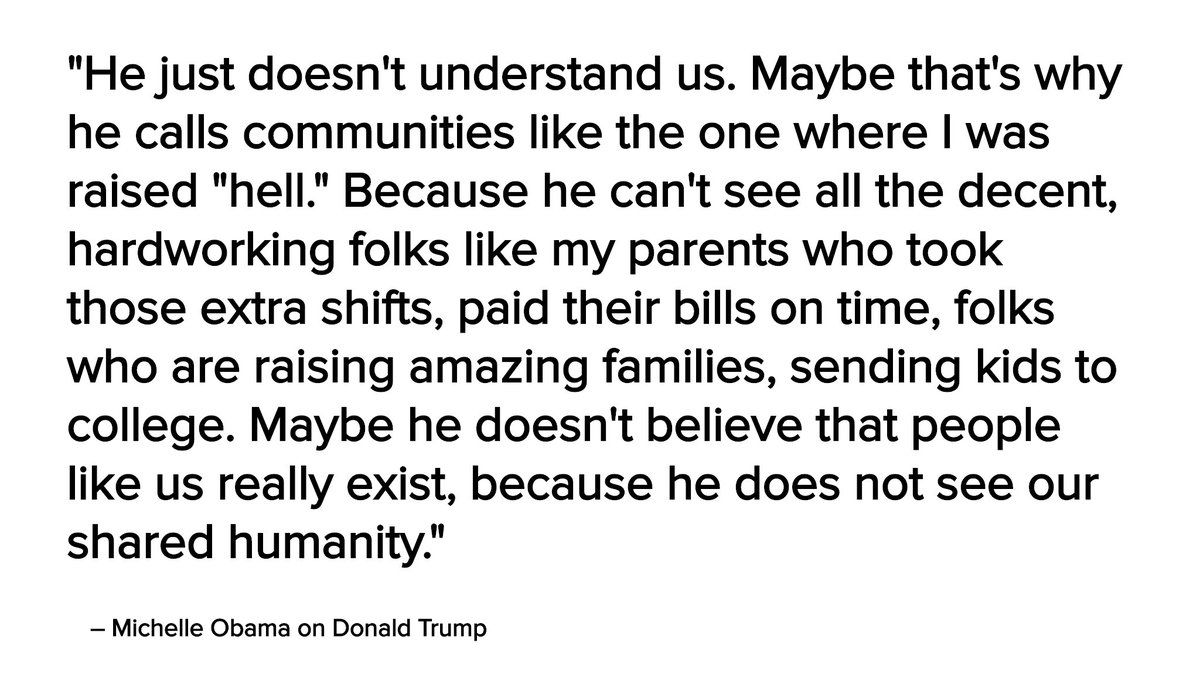 "He just doesn't understand us. Maybe that's why
he calls communities like the one where I was
raised "hell." Because he can't see all the decent,
hardworking folks like my parents who took
those extra shifts, paid their bills on time, folks
who are raising amazing families, sending kids to
college. Maybe he doesn't believe that people
like us really exist, because he does not see our
shared humanity."
– Michelle Obama on Donald Trump